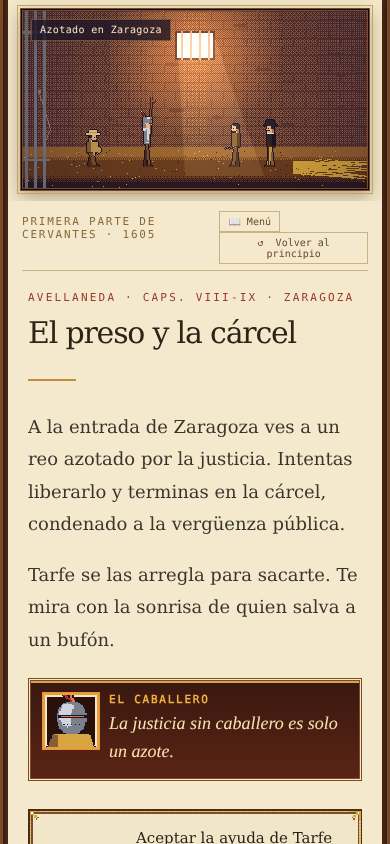 Azotado en Zaragoza
PRIMERA PARTE DE
CERVANTES · 1605
📖 Menú
↺ Volver al
principio
AVELLANEDA · CAPS. VIII-IX · ZARAGOZA
El preso y la cárcel
A la entrada de Zaragoza ves a un
reo azotado por la justicia. Intentas
liberarlo y terminas en la cárcel,
condenado a la vergüenza pública.
Tarfe se las arregla para sacarte. Te
mira con la sonrisa de quien salva a
un bufón.
EL CABALLERO
La justicia sin caballero es solo
un azote.
Aceptar la ayuda de Tarfe